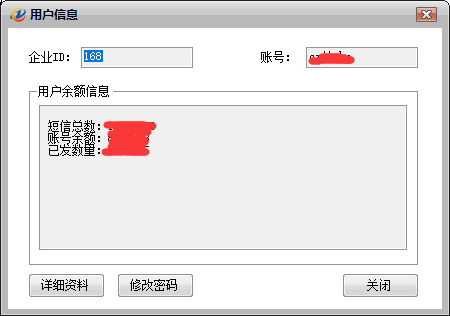 用户信息
企业ID: 168 账号:
用户余额信息
短信总数:
账号余额:
已发数量:
详细资料 修改密码 关闭